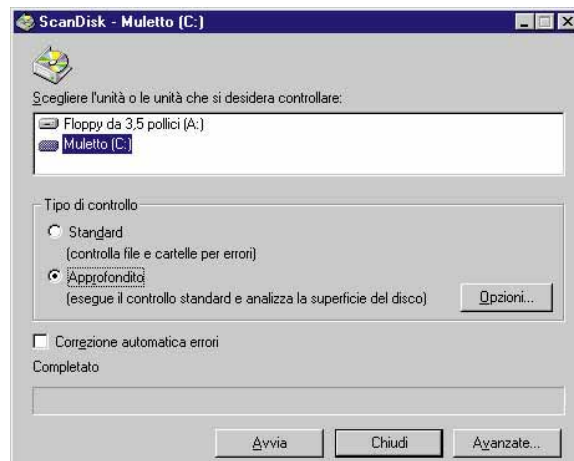 ScanDisk - Muletto (C:)
Scegliere l'unità o le unità che si desidera controllare:
Floppy da 3,5 pollici (A:)
Muletto (C:)
Tipo di controllo
Standard
(controlla file e cartelle per errori)
Approfondito
(esegue il controllo standard e analizza la superficie del disco)
Opzioni...
Correzione automatica errori
Completato
Avvia
Chiudi
Avanzate...